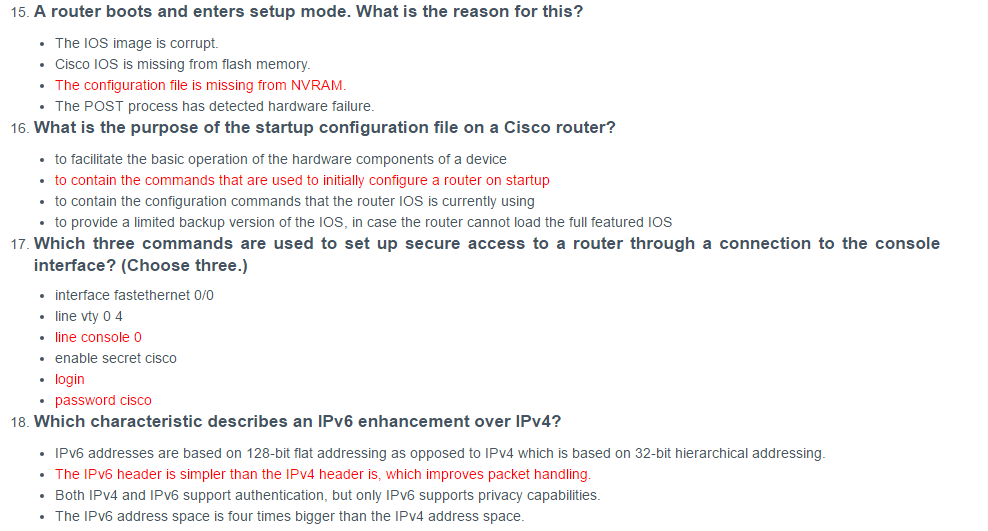 15. A router boots and enters setup mode. What is the reason for this?
• The IOS image is corrupt.
• Cisco IOS is missing from flash memory.
• The configuration file is missing from NVRAM.
• The POST process has detected hardware failure.
16. What is the purpose of the startup configuration file on a Cisco router?
• to facilitate the basic operation of the hardware components of a device
• to contain the commands that are used to initially configure a router on startup
• to contain the configuration commands that the router IOS is currently using
• to provide a limited backup version of the IOS, in case the router cannot load the full featured IOS
17. Which three commands are used to set up secure access to a router through a connection to the console
interface? (Choose three.)
• interface fastethernet 0/0
• line vty 0 4
• line console 0
• enable secret cisco
• login
• password cisco
18. Which characteristic describes an IPv6 enhancement over IPv4?
• IPv6 addresses are based on 128-bit flat addressing as opposed to IPv4 which is based on 32-bit hierarchical addressing.
• The IPv6 header is simpler than the IPv4 header is, which improves packet handling.
• Both IPv4 and IPv6 support authentication, but only IPv6 supports privacy capabilities.
• The IPv6 address space is four times bigger than the IPv4 address space.